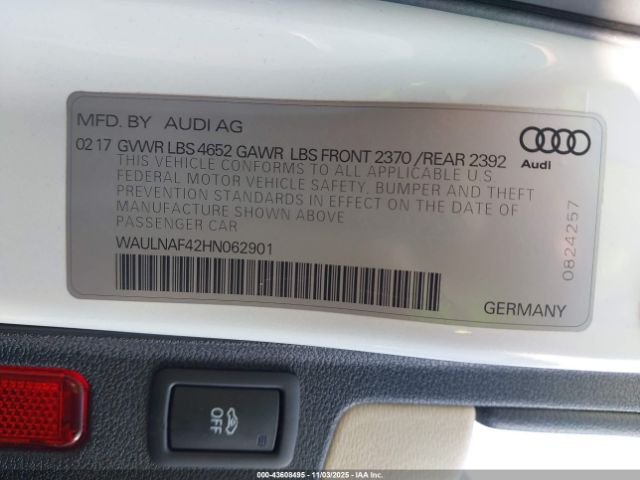 MFD. BY AUDI AG
0217 GVWR LBS 4652 GAWR LBS FRONT 2370 /REAR 2392
THIS VEHICLE CONFORMS TO ALL APPLICABLE U.S
FEDERAL MOTOR VEHICLE SAFETY, BUMPER AND THEFT
PREVENTION STANDARDS IN EFFECT ON THE DATE OF
MANUFACTURE SHOWN ABOVE
PASSENGER CAR
WAULNAF42HN062901
Audi
0824257
GERMANY
OFF
000-43608495 - 11/03/2025 - IAAI.COM